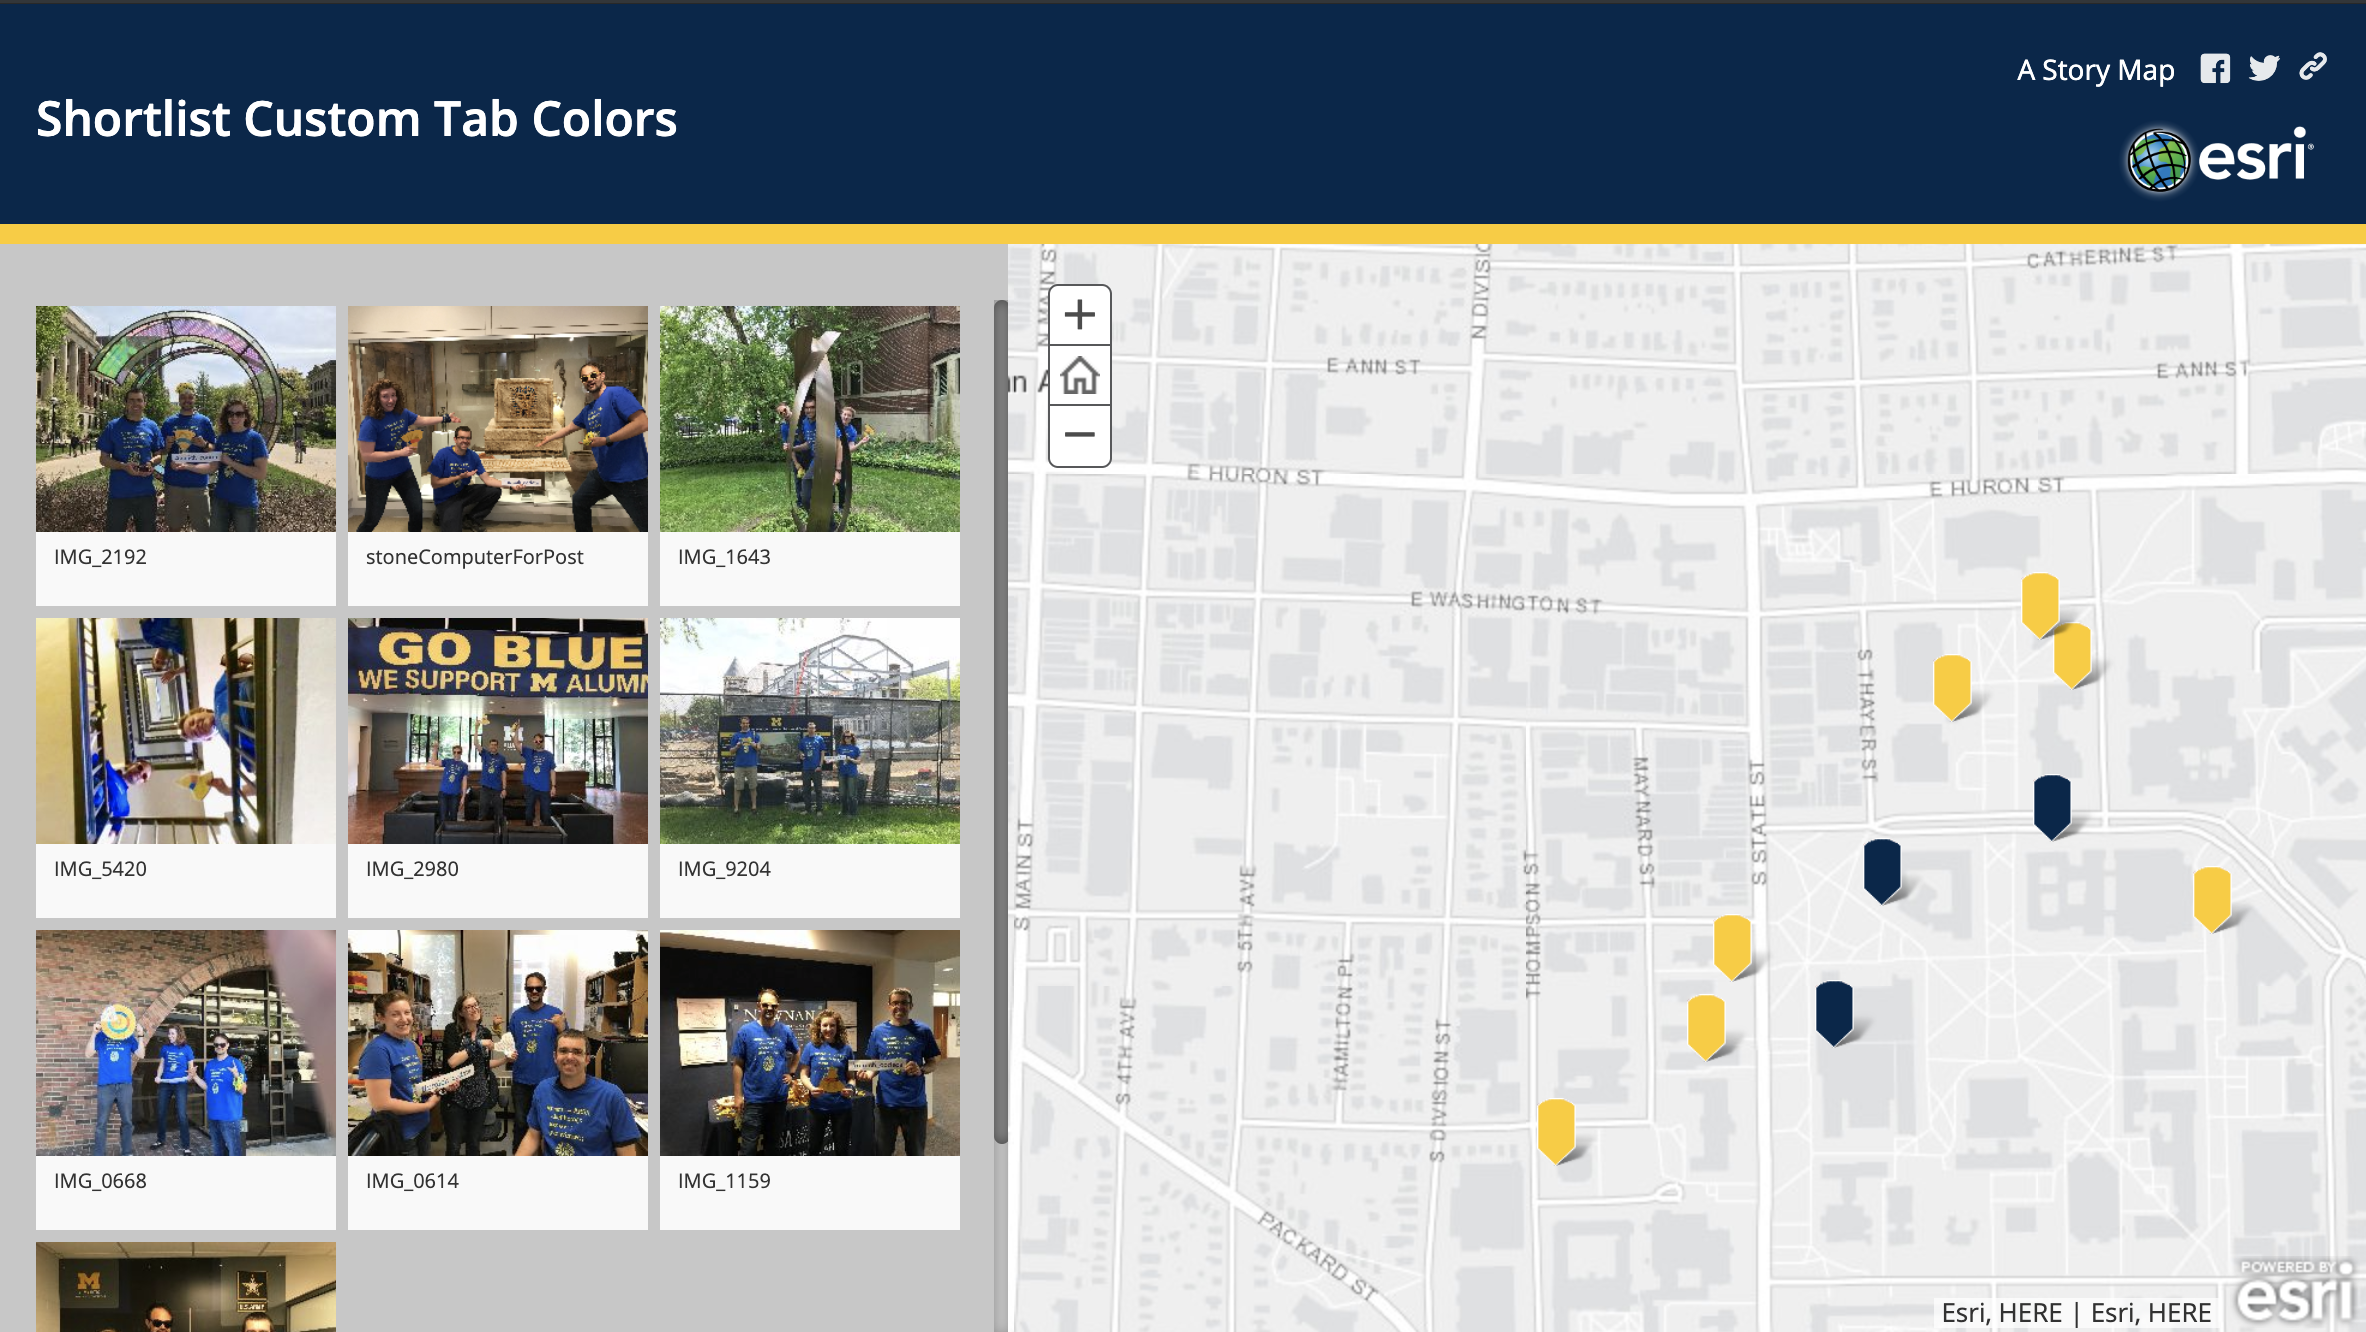 A Story Map
Shortlist Custom Tab Colors
esri
IMG_2192
stoneComputerForPost
IMG_1643
GO BLUE
WE SUPPORT M ALUMN
IMG_5420
IMG_2980
IMG_9204
IMG_0668
IMG_0614
IMG_1159
M
U.S. ARMY
CATHERINE ST
N MAIN S
N DIVISIO
E ANN ST
E ANN ST
E HURON ST
E HURON ST
E WASHINGTON ST
S THAYER ST
MAYNARD ST
S STATE ST
S MAIN ST
S 5TH AVE
THOMPSON ST
HAMILTON PL
S 4TH AVE
S DIVISION ST
PACKARD ST
POWERED BY
esri
Esri, HERE | Esri, HERE